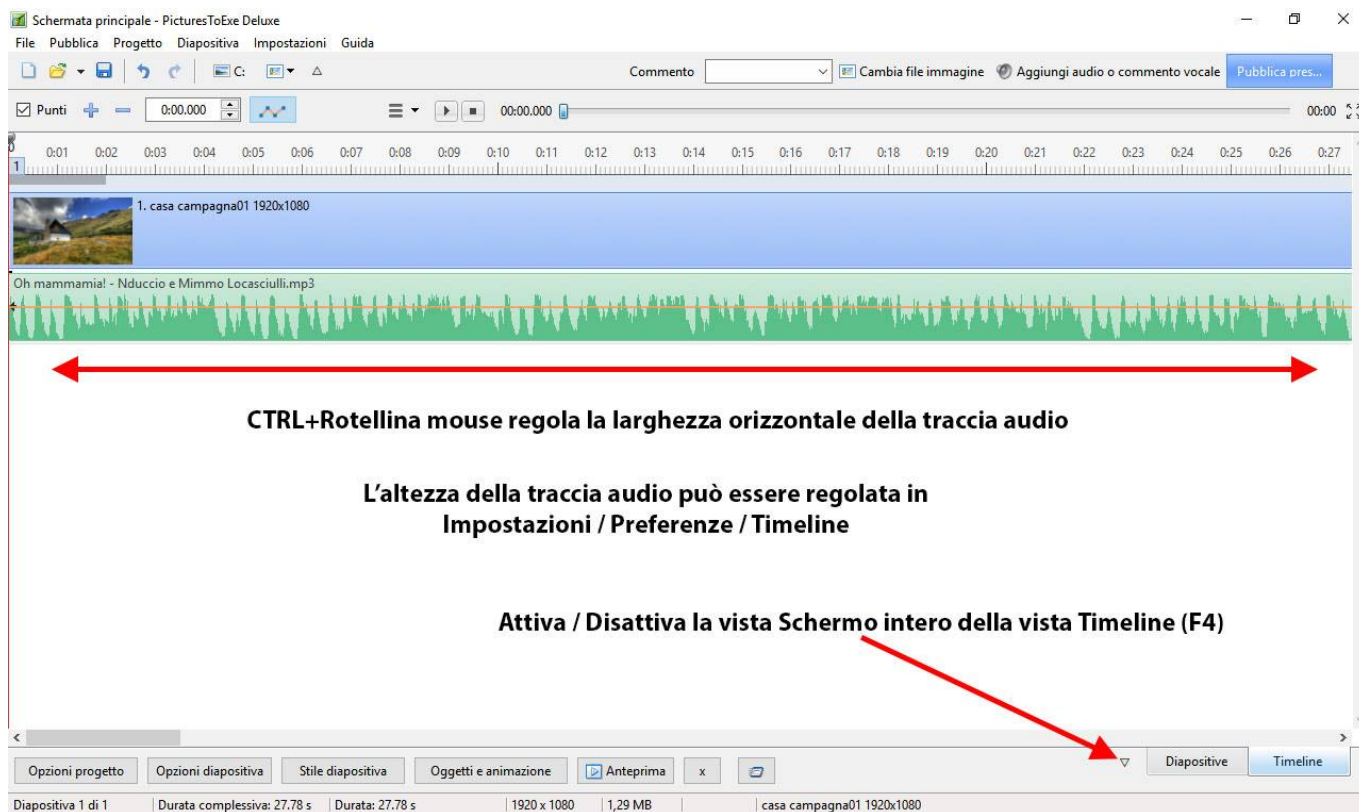 Schermata principale - PicturesToExe Deluxe
File Pubblica Progetto Diapositiva Impostazioni Guida
C: Commento Cambia file immagine Aggiungi audio o commento vocale Pubblica pres...
Punti 0:00.000 00:00.000 00:00
0:01 0:02 0:03 0:04 0:05 0:06 0:07 0:08 0:09 0:10 0:11 0:12 0:13 0:14 0:15 0:16 0:17 0:18 0:19 0:20 0:21 0:22 0:23 0:24 0:25 0:26 0:27
1
1. casa campagna01 1920x1080
Oh mammamia! - Nduccio e Mimmo Locasciulli.mp3
CTRL+Rotellina mouse regola la larghezza orizzontale della traccia audio
L'altezza della traccia audio può essere regolata in
Impostazioni / Preferenze / Timeline
Attiva / Disattiva la vista Schermo intero della vista Timeline (F4)
Opzioni progetto Opzioni diapositiva Stile diapositiva Oggetti e animazione Anteprima x Diapositive Timeline
Diapositiva 1 di 1 Durata complessiva: 27.78 s Durata: 27.78 s 1920 x 1080 1,29 MB casa campagna01 1920x1080